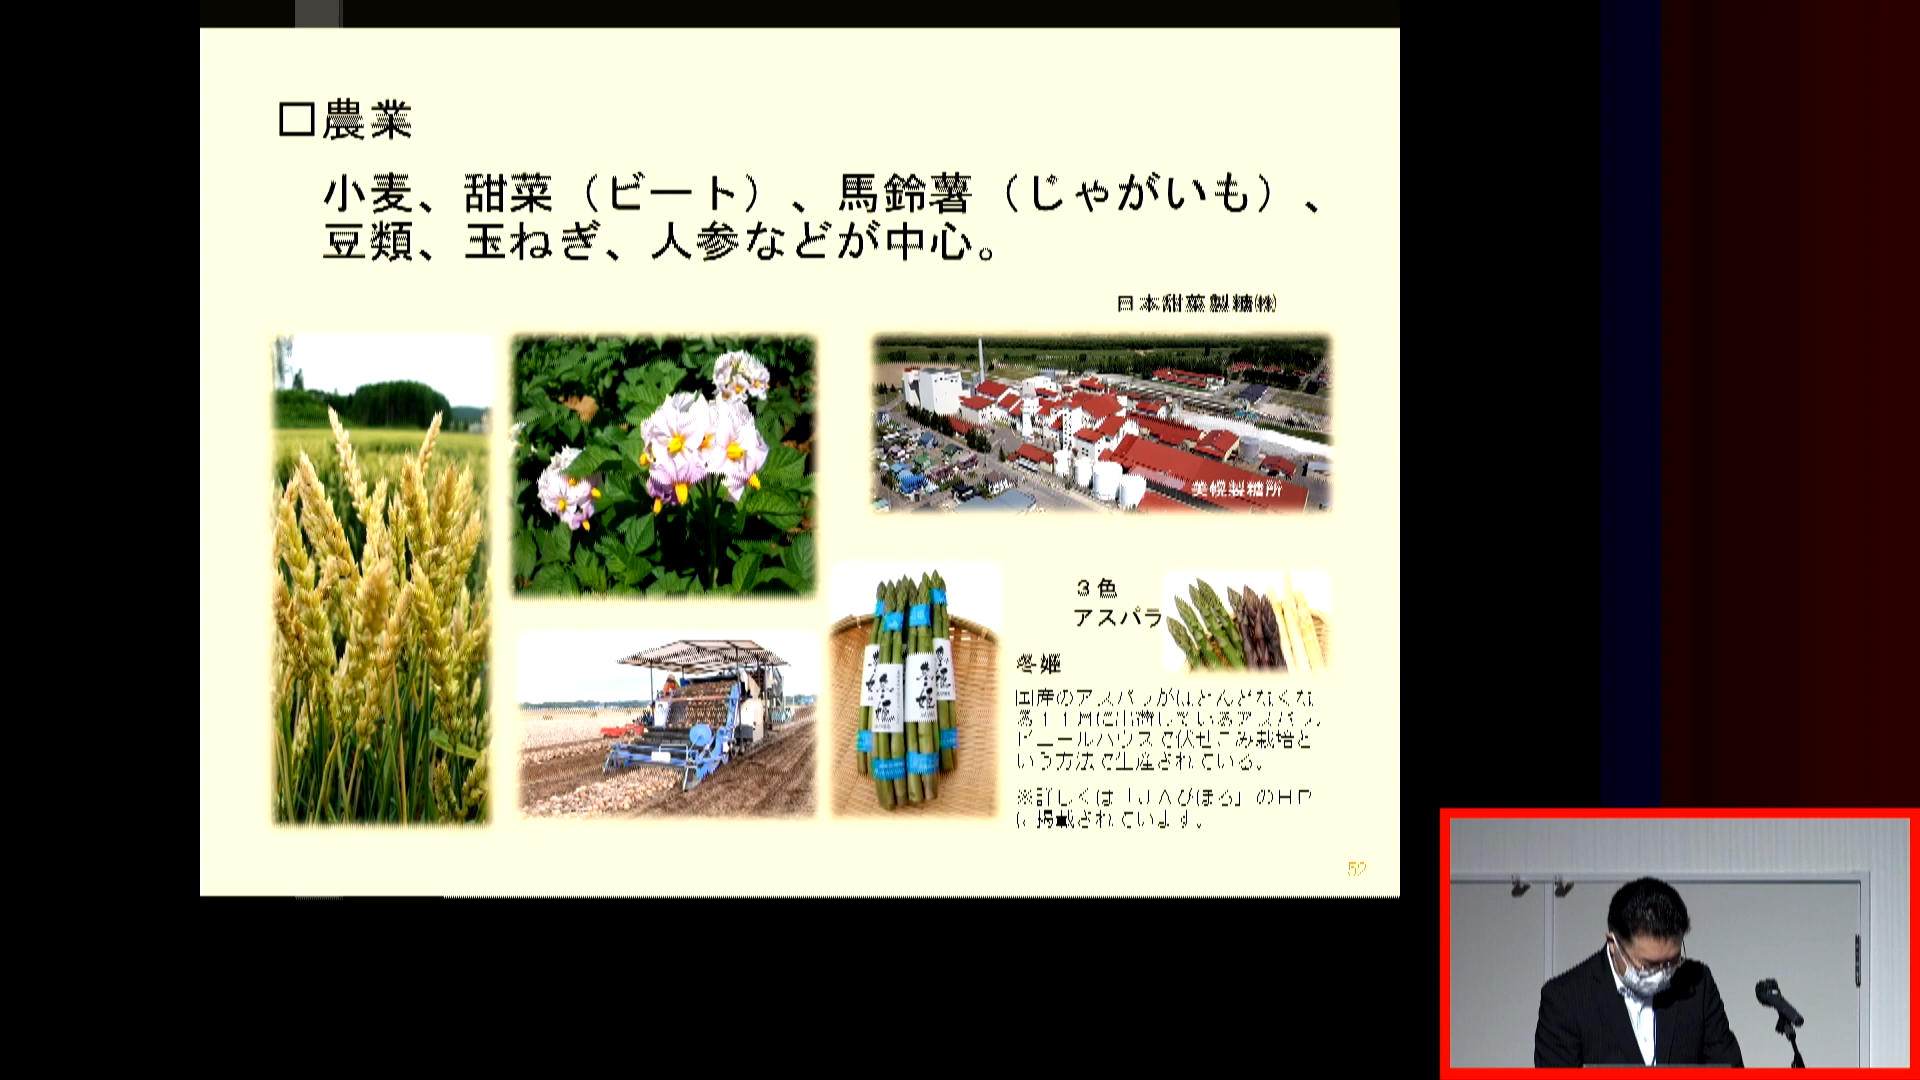 □農業
小麦、甜菜（ビート）、馬鈴薯（じゃがいも）、
豆類、玉ねぎ、人参などが中心。
日本甜菜製糖㈱
美幌製糖所
３色
アスパラ
冬姫
国産のアスパラがほとんどなくな
る１１月に出荷しているアスパラ。
ビニールハウスで伏せこみ栽培と
いう方法で生産されている。
※詳しくは「ＪＡびほろ」のＨＰ
に掲載されています。
52